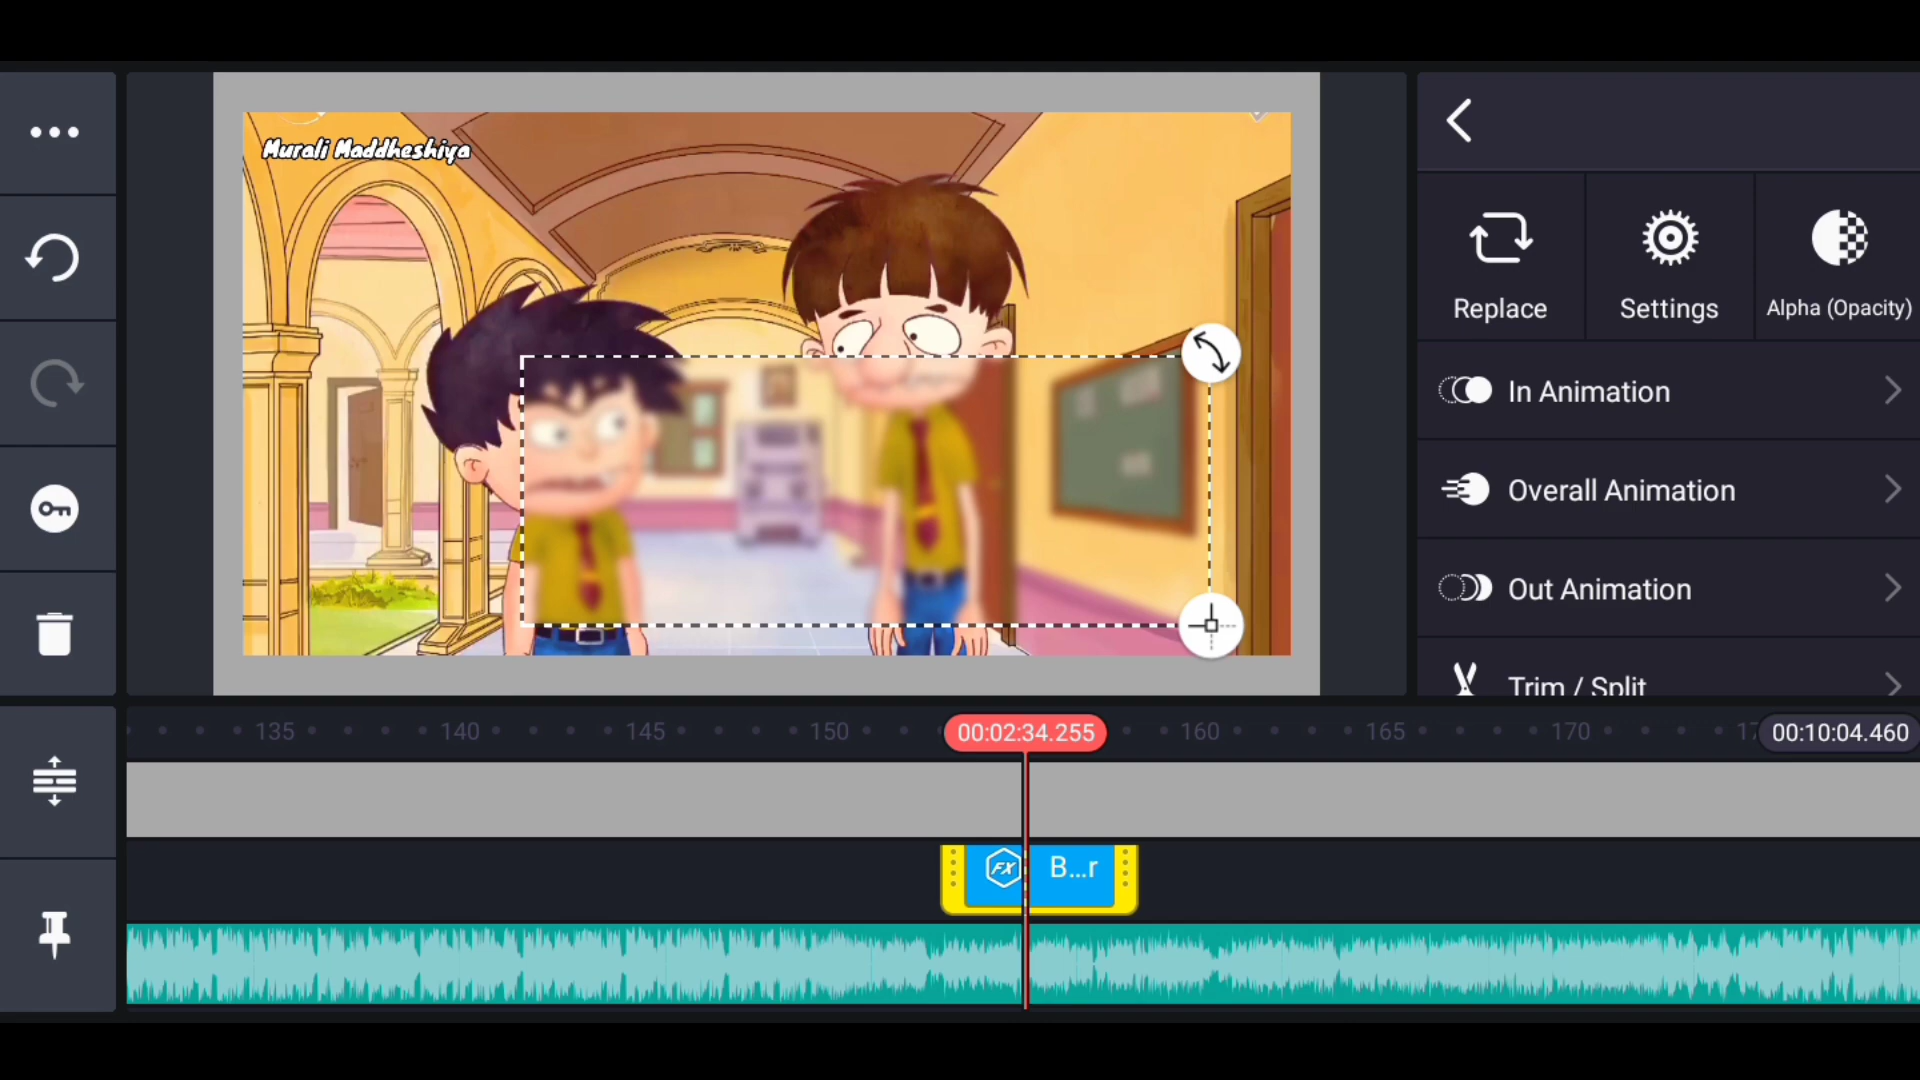 Murali Maddheshiya
Replace
Settings
Alpha (Opacity)
In Animation
Overall Animation
Out Animation
Trim / Split
135
140
145
150
00:02:34.255
160
165
170
00:10:04.460
FX
B...r